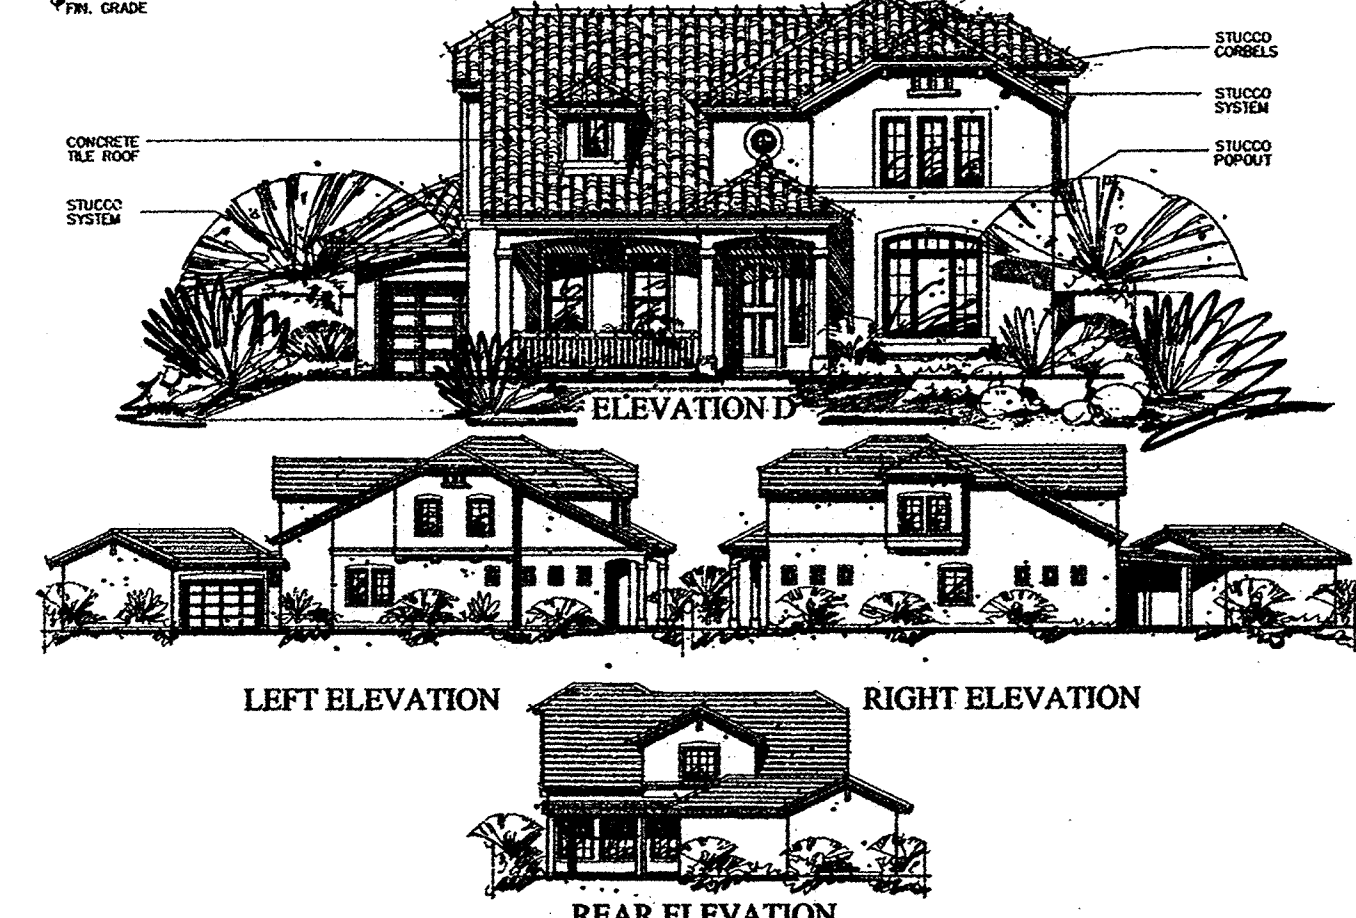 FIN. GRADE
STUCCO
CORBELS
STUCCO
SYSTEM
CONCRETE
TILE ROOF
STUCCO
POPOUT
STUCCO
SYSTEM
ELEVATION D
LEFT ELEVATION
RIGHT ELEVATION
REAR ELEVATION